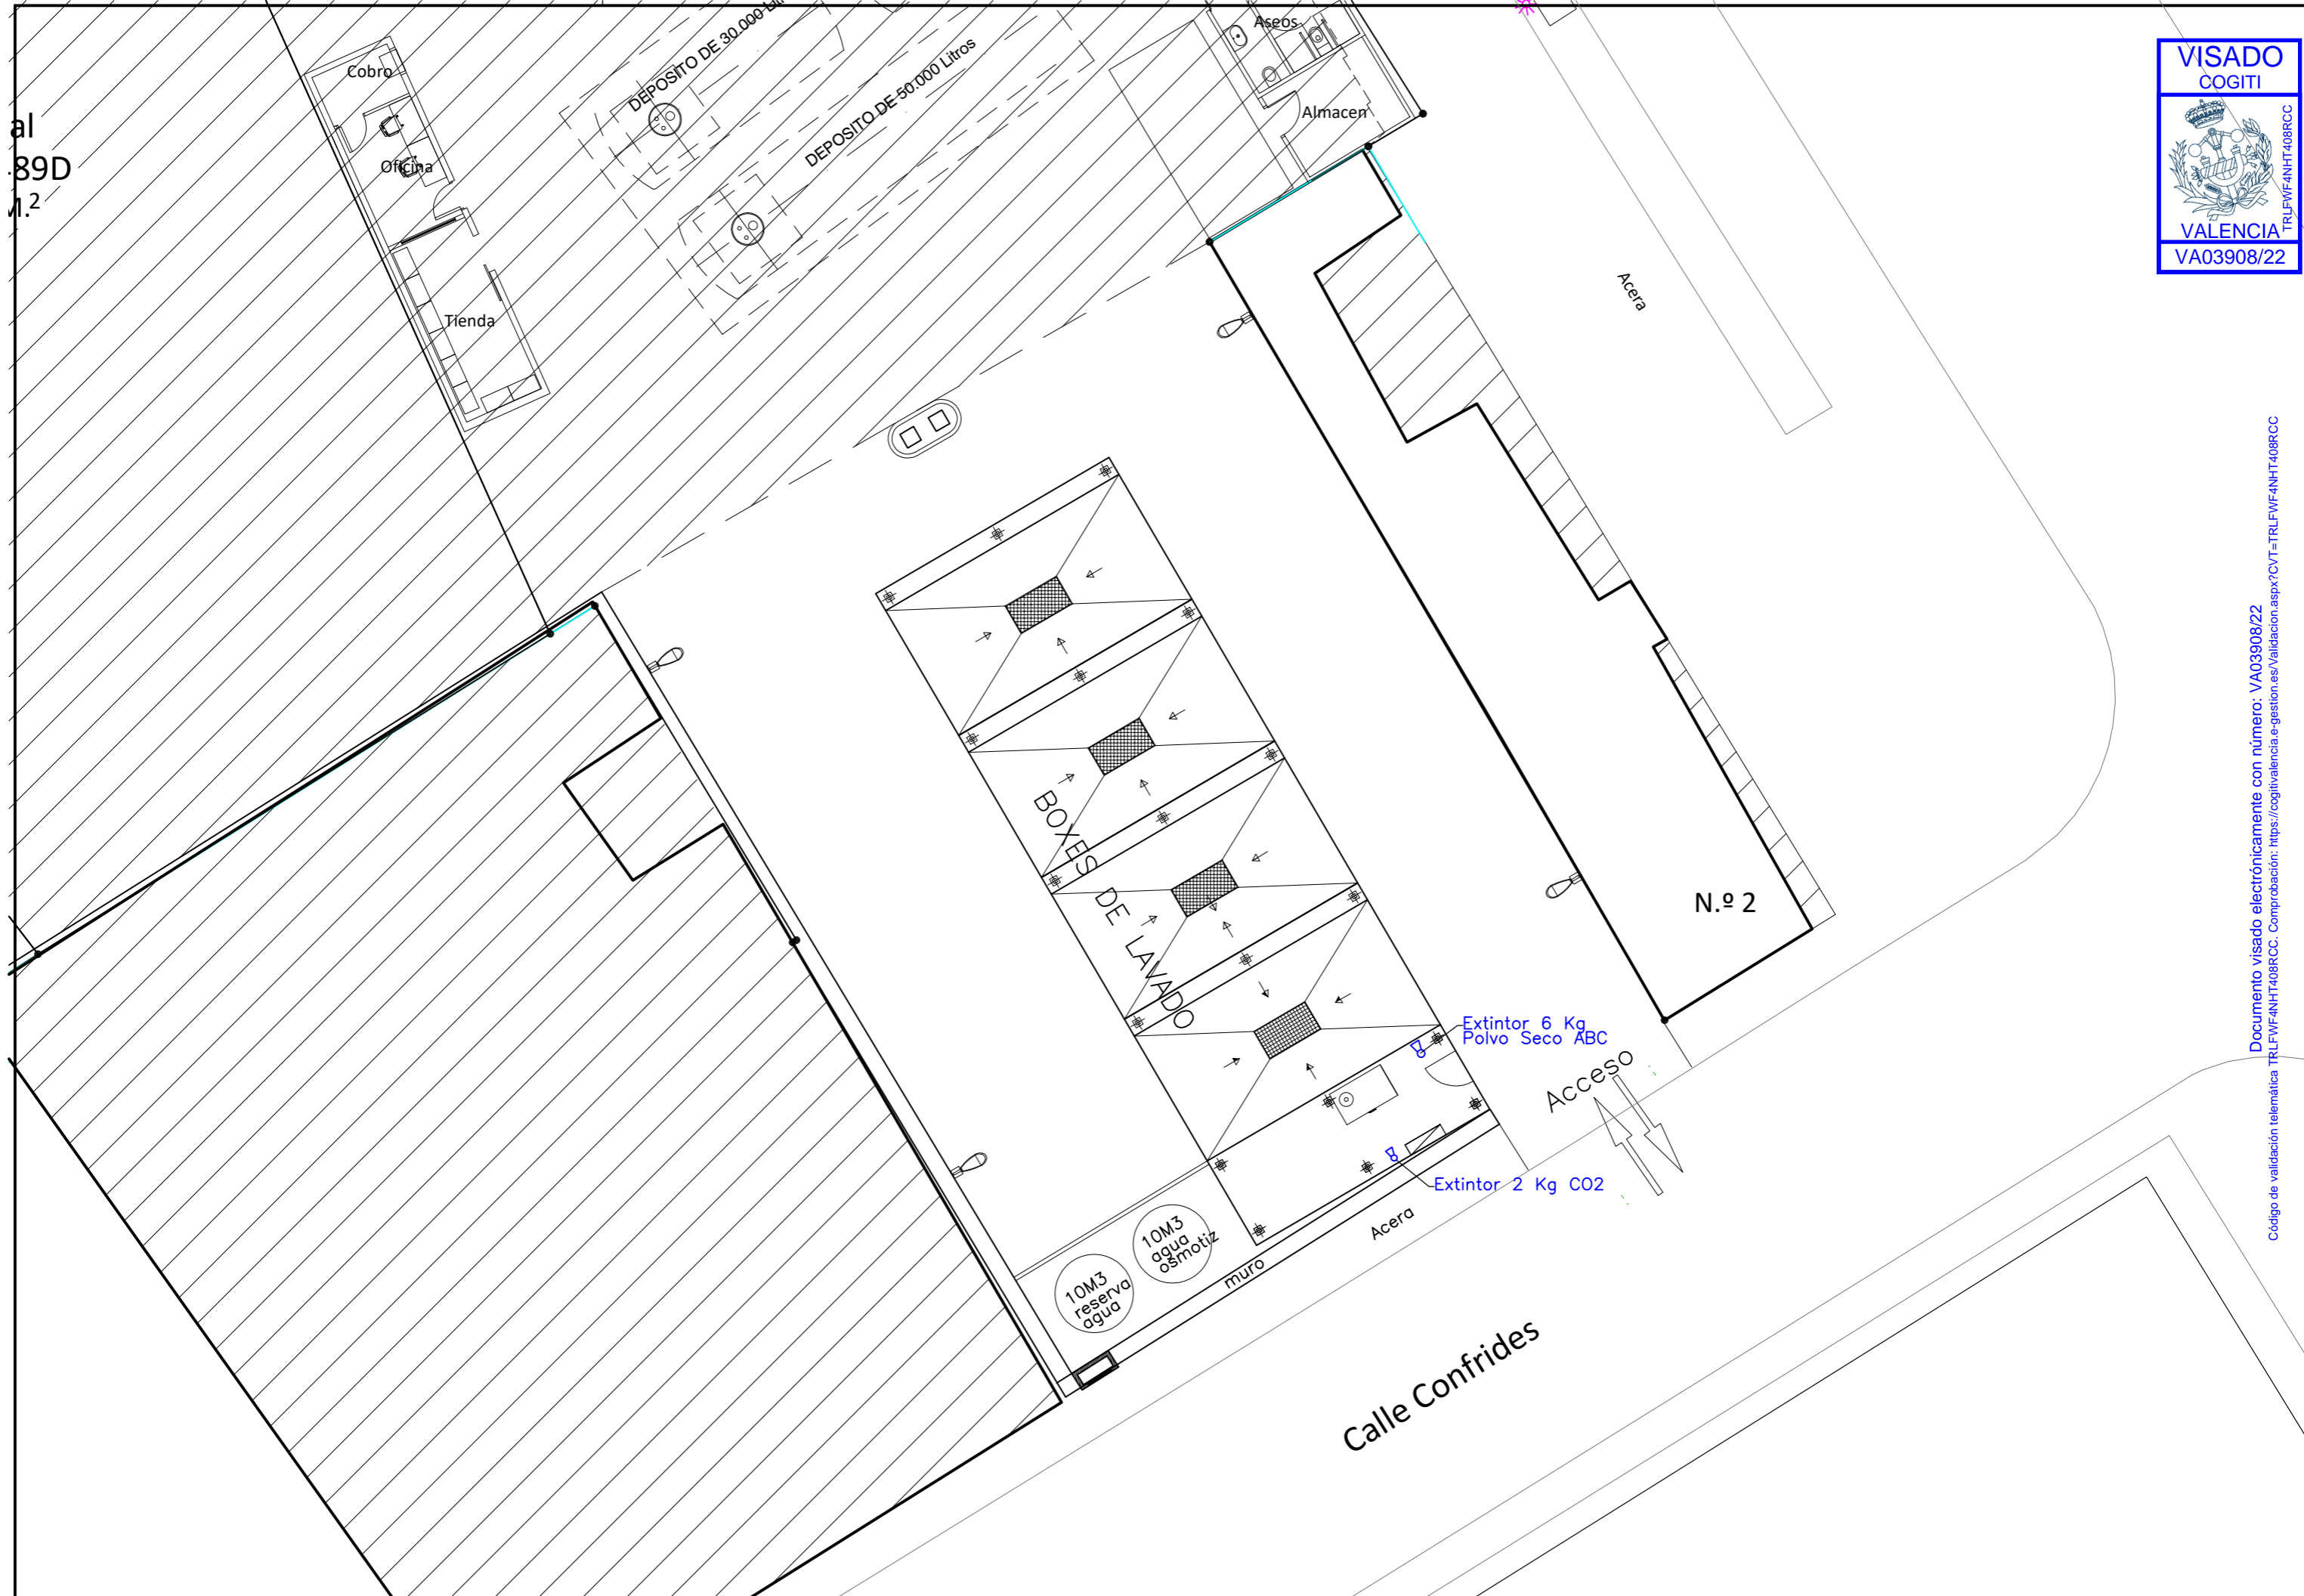 DEPOSITO DE 30.000 Lit
DEPOSITO DE 50.000 Litros
Aseos
Almacen
Cobro
Oficina
Tienda
al
89D
M.²
VISADO
COGITI
VALENCIA
TRLFWF4NHT408RCC
VA03908/22
Acera
BOXES DE LAVADO
N.º 2
Extintor 6 Kg
Polvo Seco ABC
Acceso
Extintor 2 Kg CO2
Acera
muro
10M3
agua
osmotiz
10M3
reserva
agua
Calle Confrides
Documento visado electrónicamente con número: VA03908/22
Código de validación telemática TRLFWF4NHT408RCC. Comprobación: https://cogitivalencia.e-gestion.es/Validacion.aspx?CVT=TRLFWF4NHT408RCC